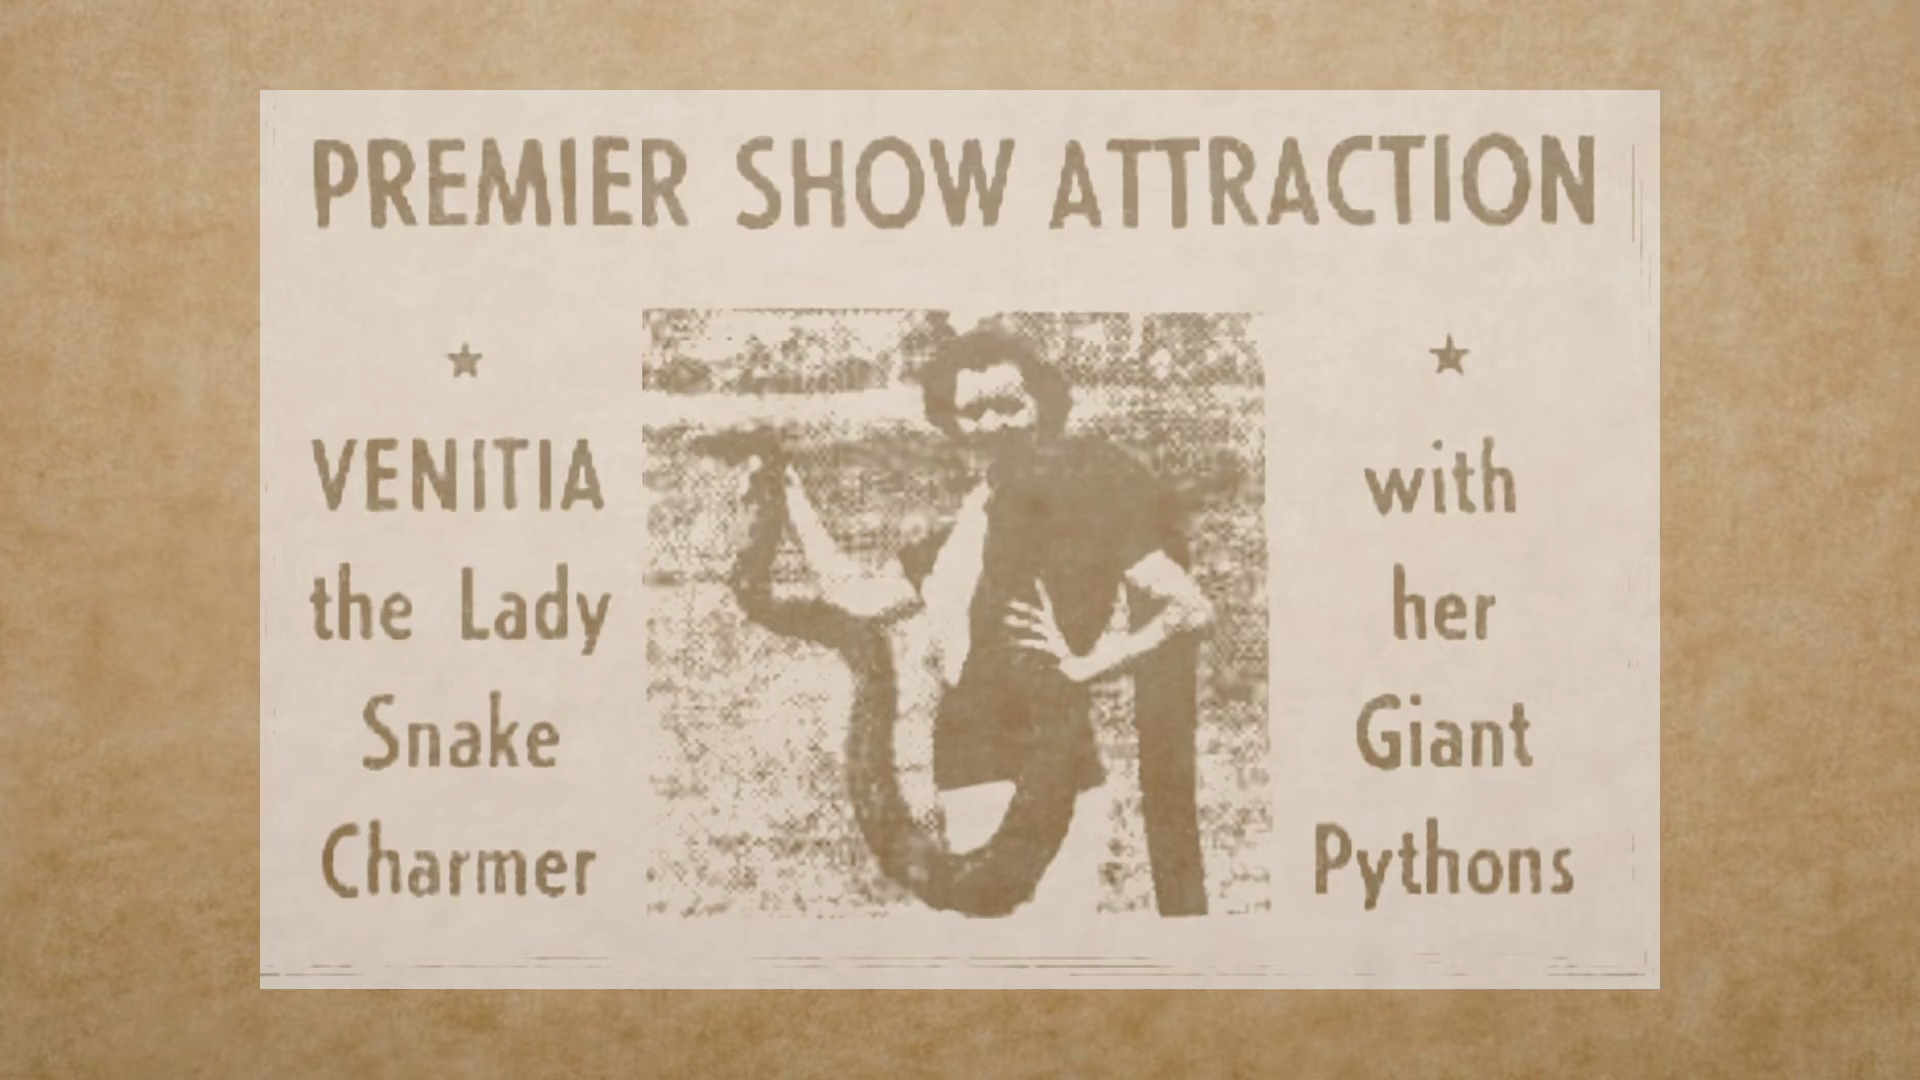 PREMIER SHOW ATTRACTION
VENITIA
the Lady
Snake
Charmer
with
her
Giant
Pythons